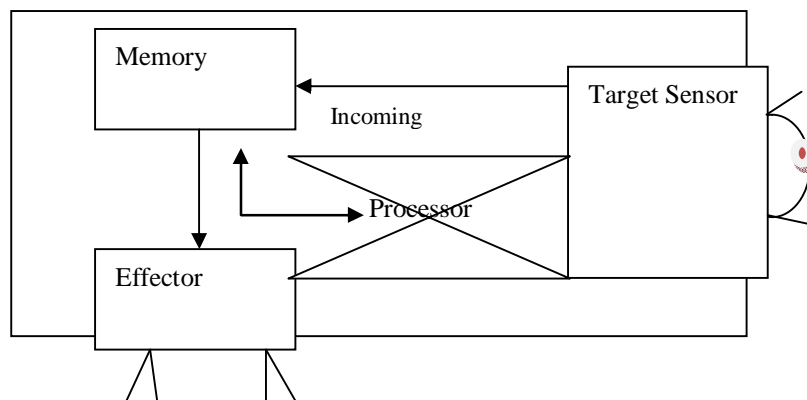 Memory
Target Sensor
Incoming
Processor
Effector